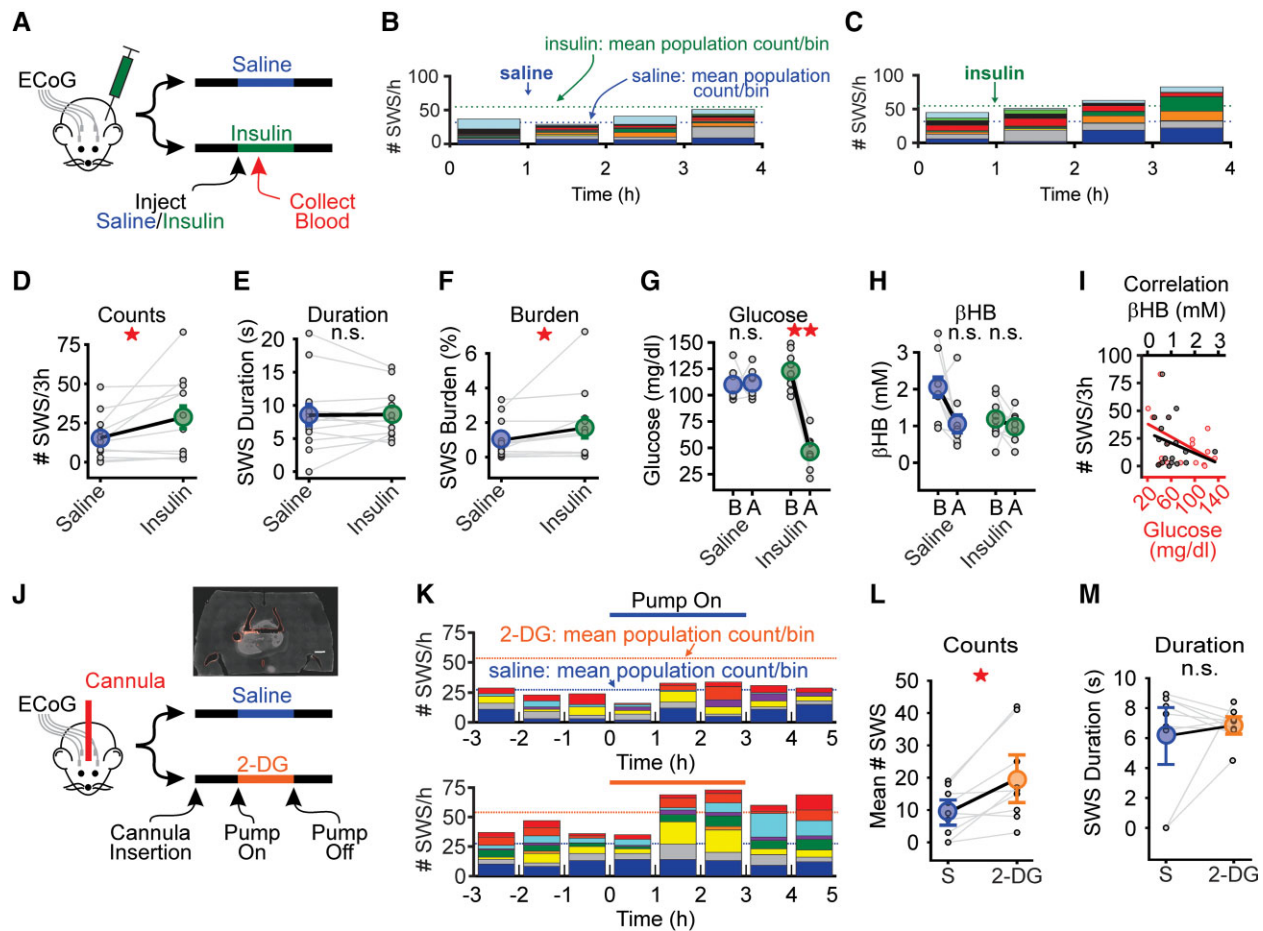 A
ECoG
Saline
Insulin
Inject
Saline/Insulin
Collect
Blood
B
insulin: mean population count/bin
saline
saline: mean population
count/bin
# SWS/h
100
50
0
0
1
2
3
4
Time (h)
C
insulin
# SWS/h
100
50
0
0
1
2
3
4
Time (h)
D
Counts
# SWS/3h
75
50
25
0
Saline
Insulin
E
Duration
n.s.
SWS Duration (s)
20
15
10
5
0
Saline
Insulin
F
Burden
SWS Burden (%)
6
4
2
0
Saline
Insulin
G
Glucose
n.s.
Glucose (mg/dl)
150
125
100
75
50
25
B A B A
Saline
Insulin
H
βHB
n.s. n.s.
βHB (mM)
3
2
1
0
B A B A
Saline
Insulin
I
Correlation
βHB (mM)
0 1 2 3
# SWS/3h
100
75
50
25
0
20
60
100
140
Glucose
(mg/dl)
J
Cannula
ECoG
Saline
2-DG
Cannula
Insertion
Pump
On
Pump
Off
K
Pump On
2-DG: mean population count/bin
saline: mean population count/bin
# SWS/h
75
50
25
0
-3 -2 -1 0 1 2 3 4 5
Time (h)
# SWS/h
75
50
25
0
-3 -2 -1 0 1 2 3 4 5
Time (h)
L
Counts
Mean # SWS
50
40
30
20
10
0
S
2-DG
M
Duration
n.s.
SWS Duration (s)
10
8
6
4
2
0
S
2-DG